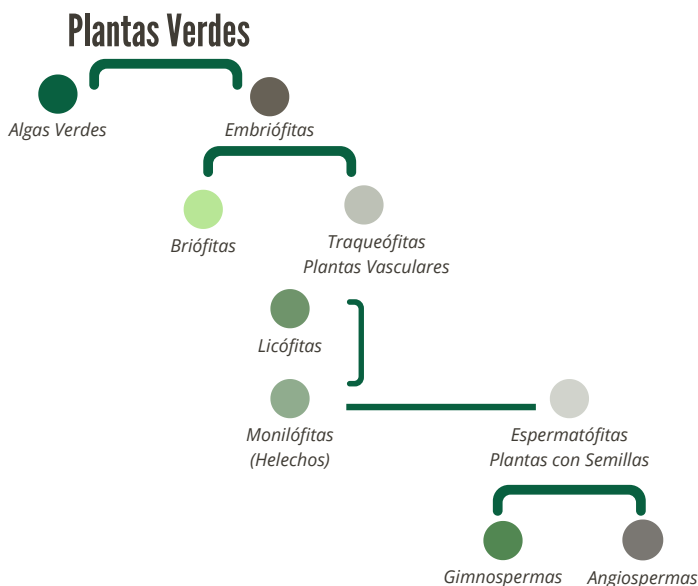 Plantas Verdes
Algas Verdes
Embriófitas
Briófitas
Traqueófitas
Plantas Vasculares
Licófitas
Monilófitas
(Helechos)
Espermatófitas
Plantas con Semillas
Gimnospermas
Angiospermas